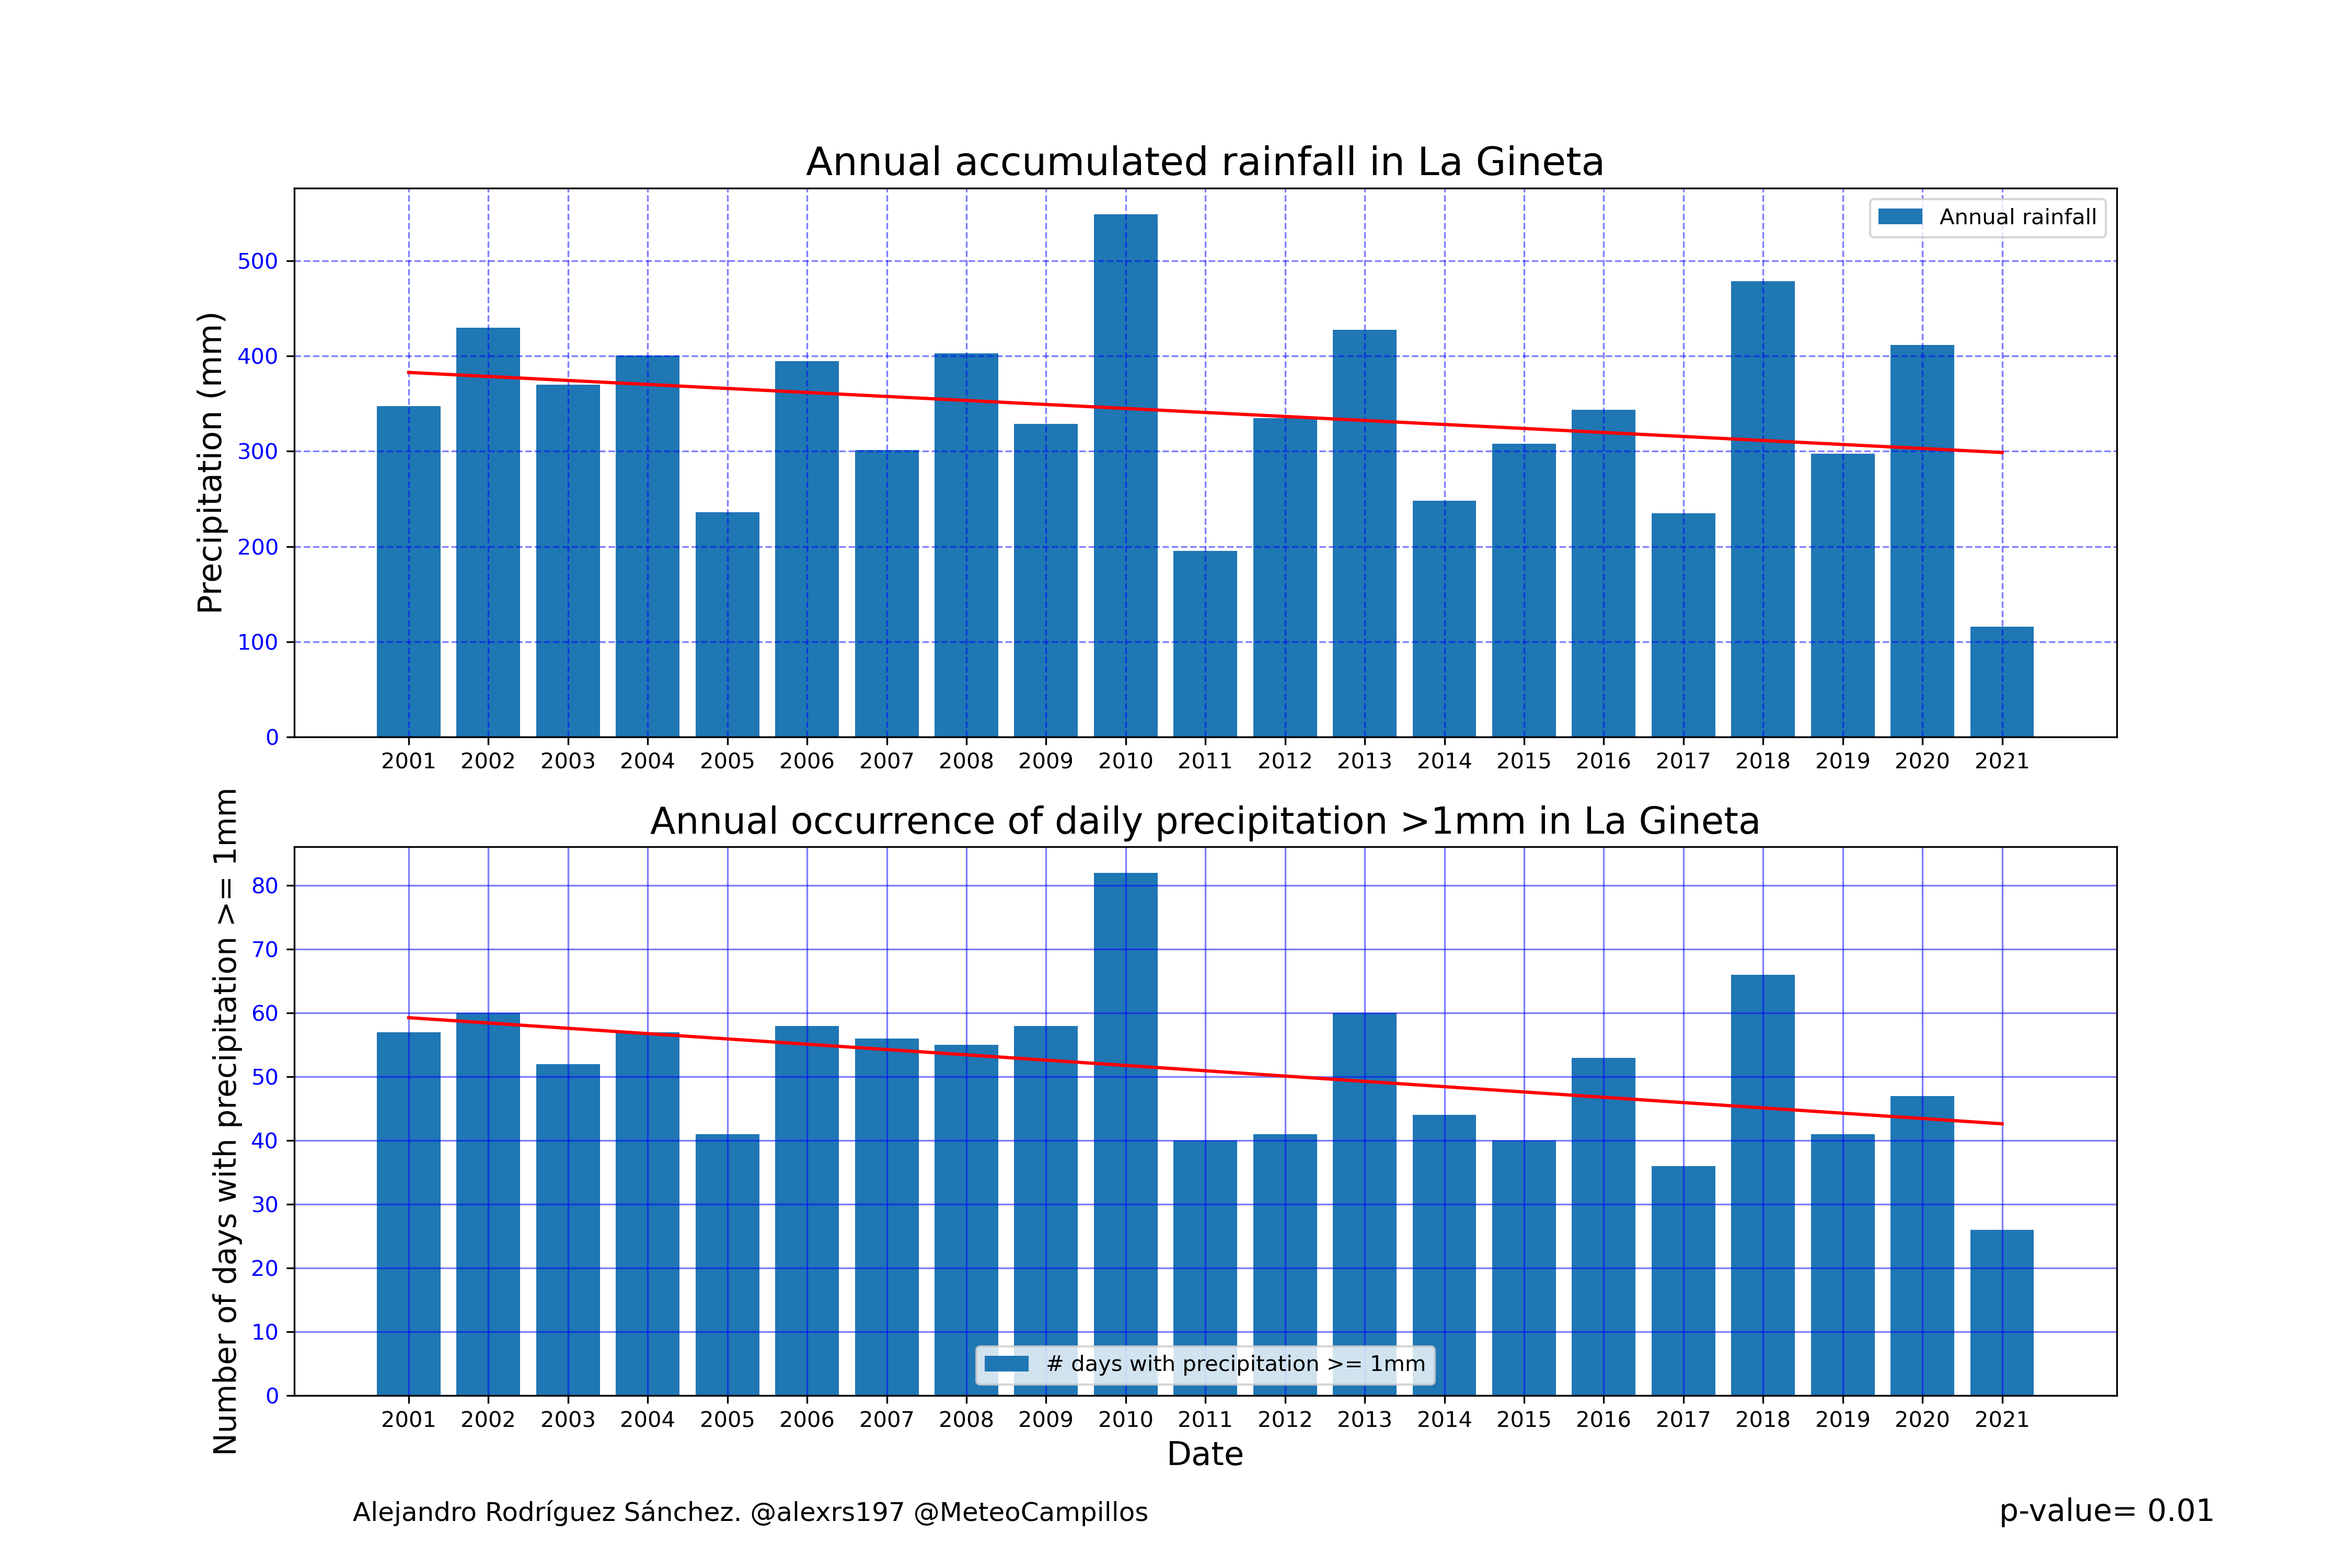 Annual accumulated rainfall in La Gineta
Annual rainfall
Precipitation (mm)
500
400
300
200
100
0
2001 2002 2003 2004 2005 2006 2007 2008 2009 2010 2011 2012 2013 2014 2015 2016 2017 2018 2019 2020 2021
Annual occurrence of daily precipitation >1mm in La Gineta
Number of days with precipitation >= 1mm
80
70
60
50
40
30
20
10
0
# days with precipitation >= 1mm
2001 2002 2003 2004 2005 2006 2007 2008 2009 2010 2011 2012 2013 2014 2015 2016 2017 2018 2019 2020 2021
Date
Alejandro Rodríguez Sánchez. @alexrs197 @MeteoCampillos
p-value= 0.01